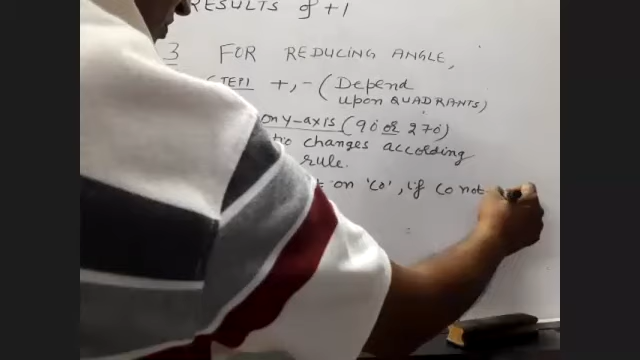 RESULTS of +1
3 FOR REDUCING ANGLE,
STEP1 +, - (Depend
upon QUADRANTS)
on Y-axis (90 or 270)
changes according
rule.
on 'co', if co not